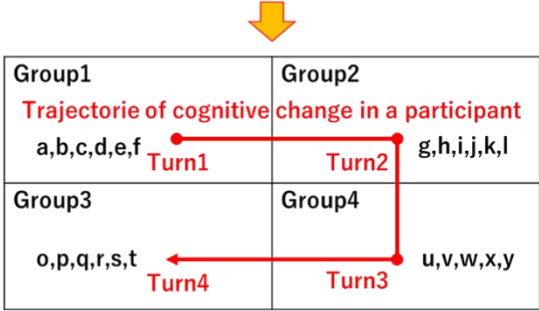 Group1
Group2
Trajectorie of cognitive change in a participant
a,b,c,d,e,f
Turn1
Turn2
g,h,i,j,k,l
Group3
Group4
o,p,q,r,s,t
Turn4
Turn3
u,v,w,x,y